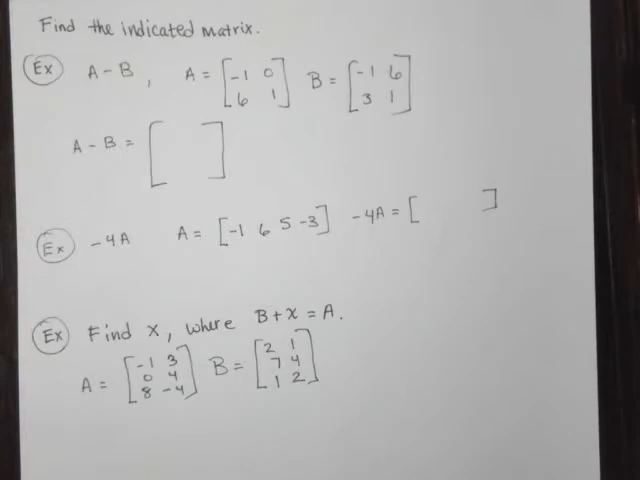 Find the indicated matrix.
Ex A - B , A = [ -1 0 B = [ -1 6
6 1 ] 3 1 ]
A - B = [ ]
Ex -4A A = [ -1 6 5 -3 ] -4A = [ ]
Ex Find X, where B + X = A.
A = [ -1 3 B = [ 2 1
0 4 7 4
8 -4 ] 1 2 ]